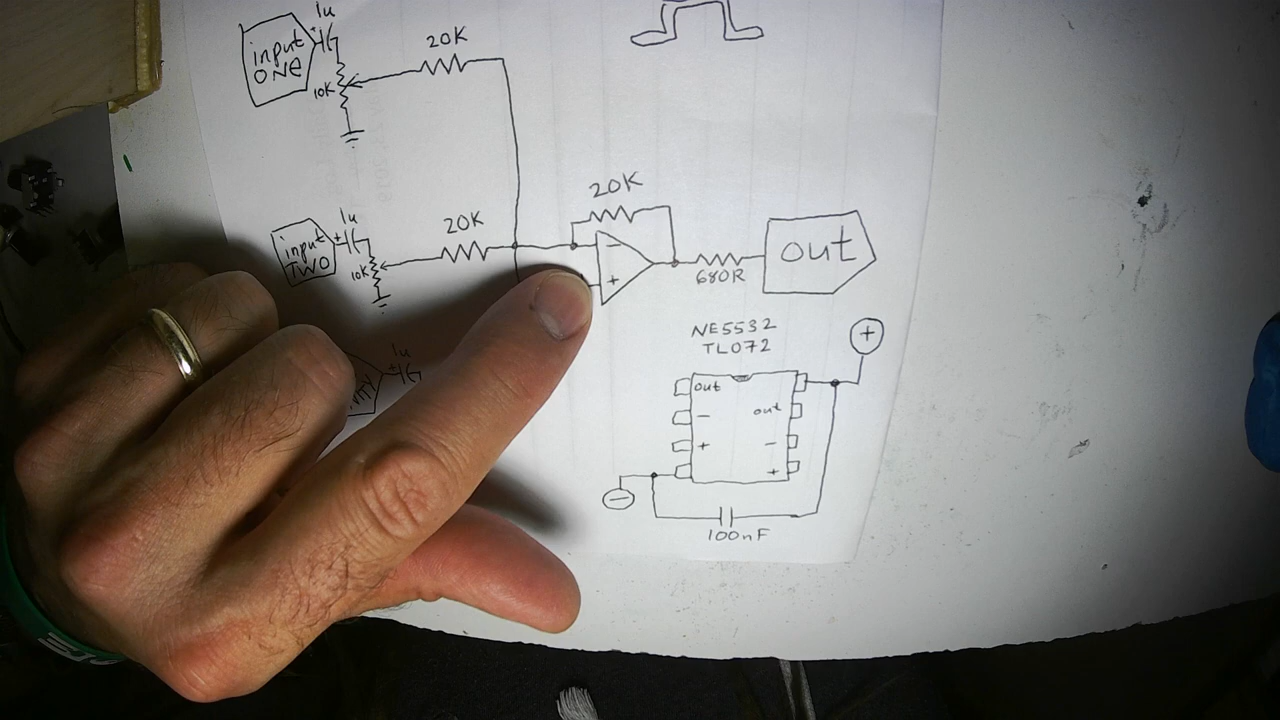 1u
input
ONE
20K
10K
1u
input
TWO
20K
10K
20K
-
+
680R
out
1u
NE5532
TL072
+
out
-
+
out
-
+
-
100nF